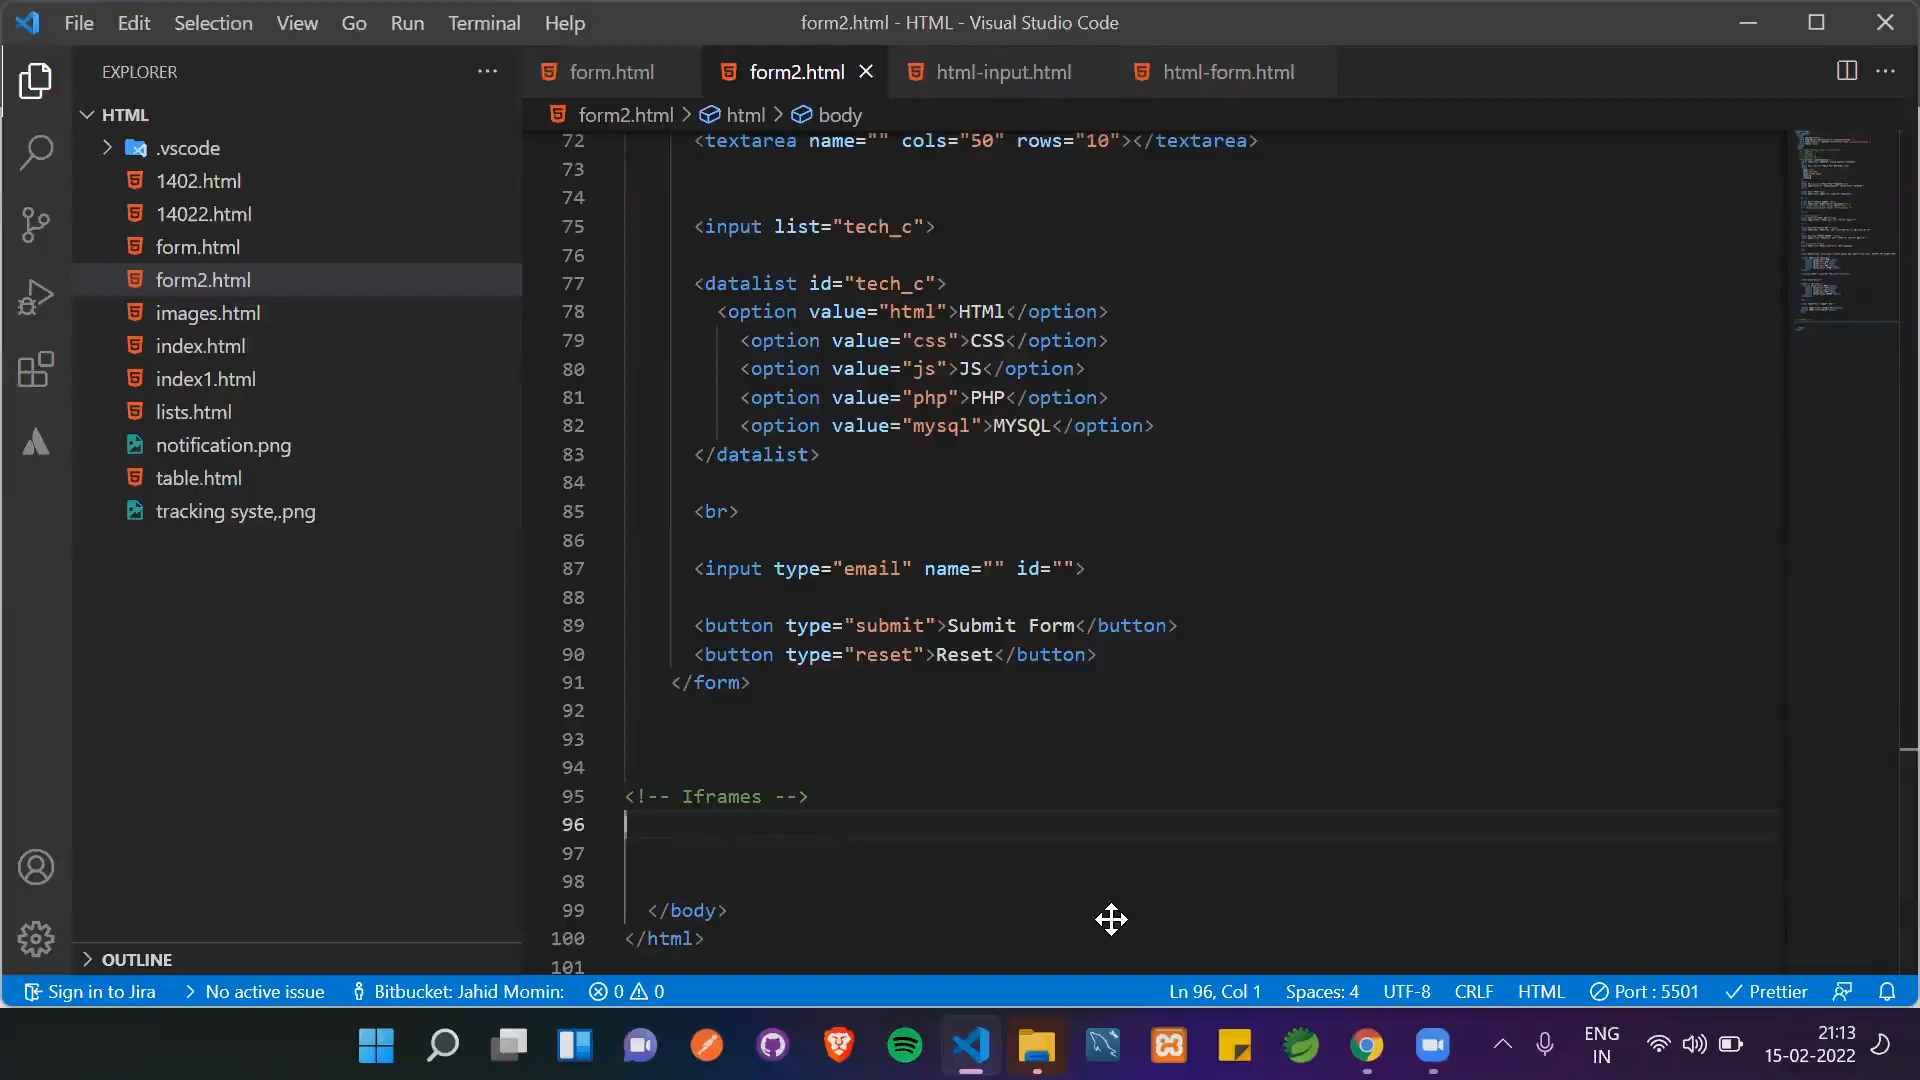 File Edit Selection View Go Run Terminal Help form2.html - HTML - Visual Studio Code
EXPLORER
form.html form2.html html-input.html html-form.html
HTML
form2.html > html > body
.vscode
1402.html
14022.html
form.html
form2.html
images.html
index.html
index1.html
lists.html
notification.png
table.html
tracking syste,.png
OUTLINE
72 <textarea name="" cols="50" rows="10"></textarea>
73
74
75 <input list="tech_c">
76
77 <datalist id="tech_c">
78 <option value="html">HTMl</option>
79 <option value="css">CSS</option>
80 <option value="js">JS</option>
81 <option value="php">PHP</option>
82 <option value="mysql">MYSQL</option>
83 </datalist>
84
85 <br>
86
87 <input type="email" name="" id="">
88
89 <button type="submit">Submit Form</button>
90 <button type="reset">Reset</button>
91 </form>
92
93
94
95 <!-- Iframes -->
96
97
98
99 </body>
100 </html>
101
Sign in to Jira No active issue Bitbucket: Jahid Momin: 0 0 Ln 96, Col 1 Spaces: 4 UTF-8 CRLF HTML Port : 5501 Prettier
ENG
IN
21:13
15-02-2022